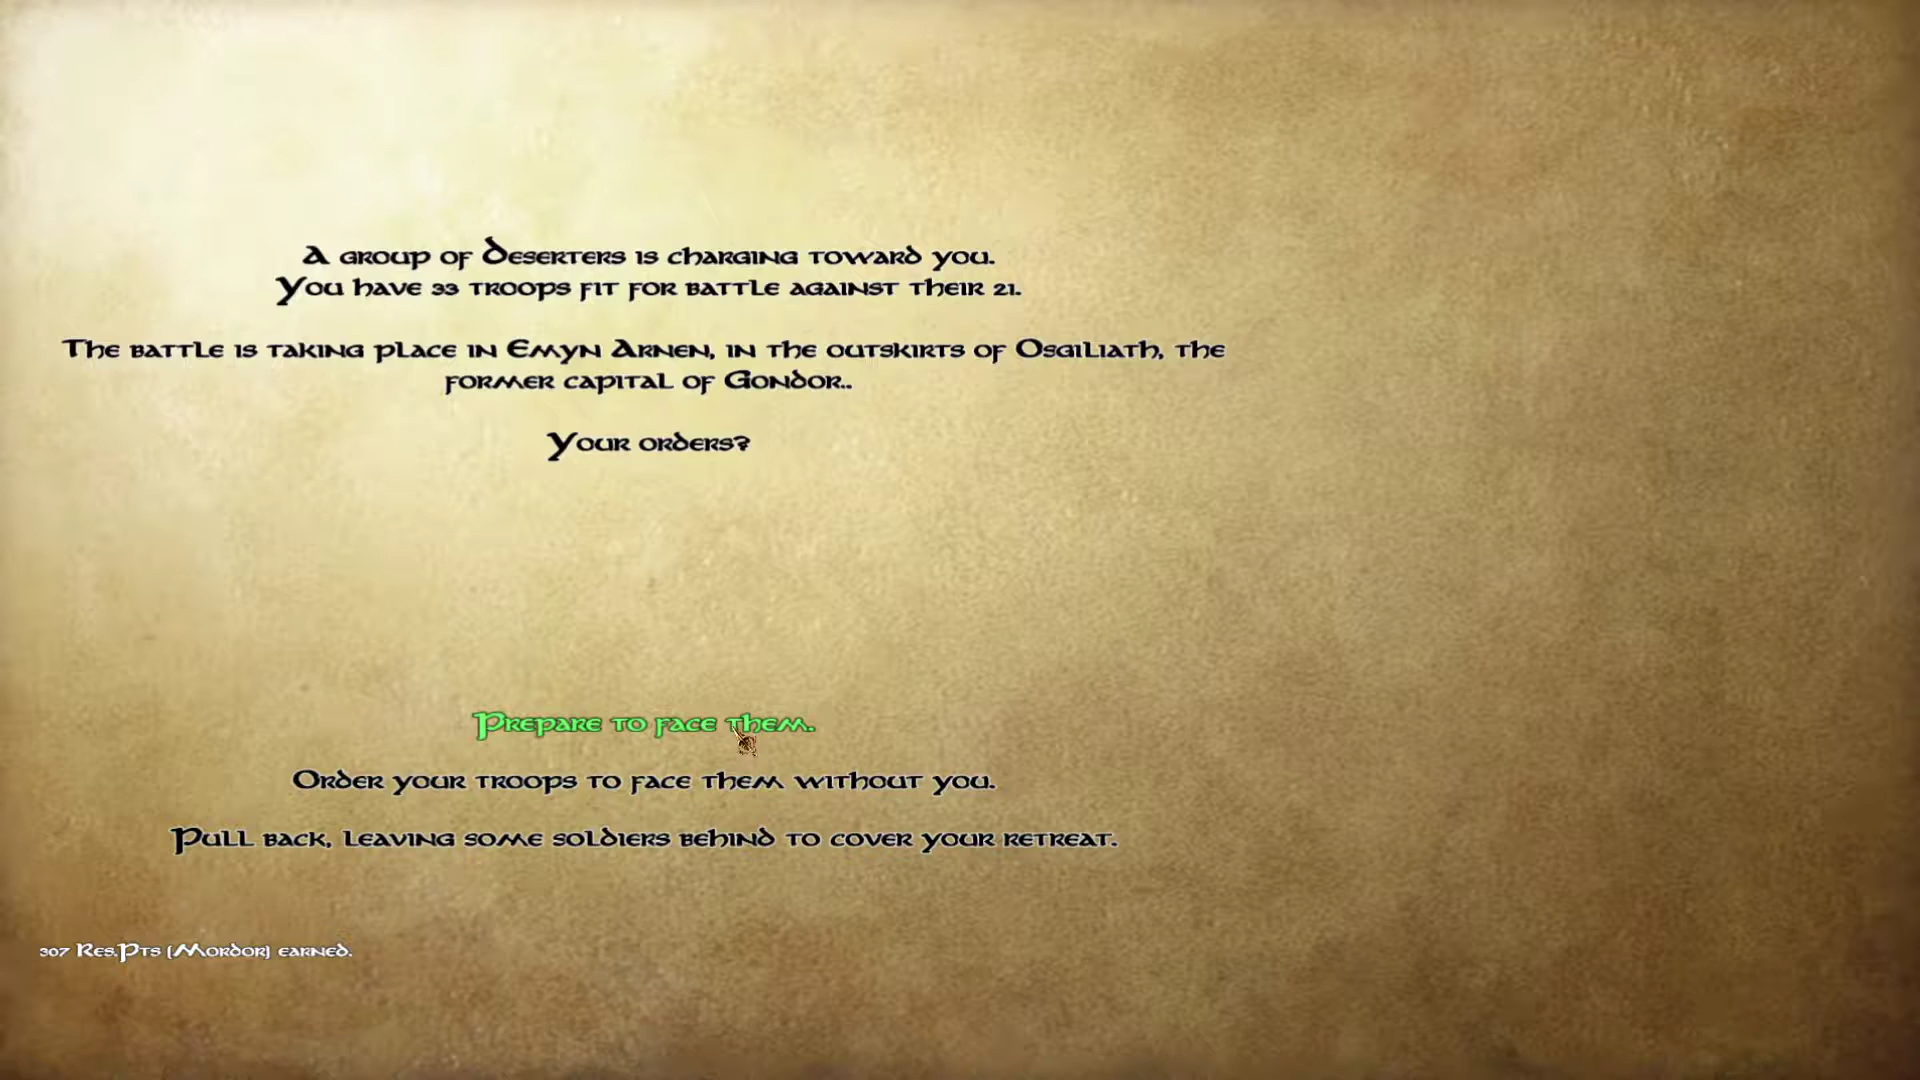 A group of Deserters is charging toward you.
You have 33 troops fit for battle against their 21.
The battle is taking place in Emyn Arnen, in the outskirts of Osgiliath, the
former capital of Gondor..
Your orders?
Prepare to face them.
Order your troops to face them without you.
Pull back, leaving some soldiers behind to cover your retreat.
307 Res.Pts (Mordor) earned.